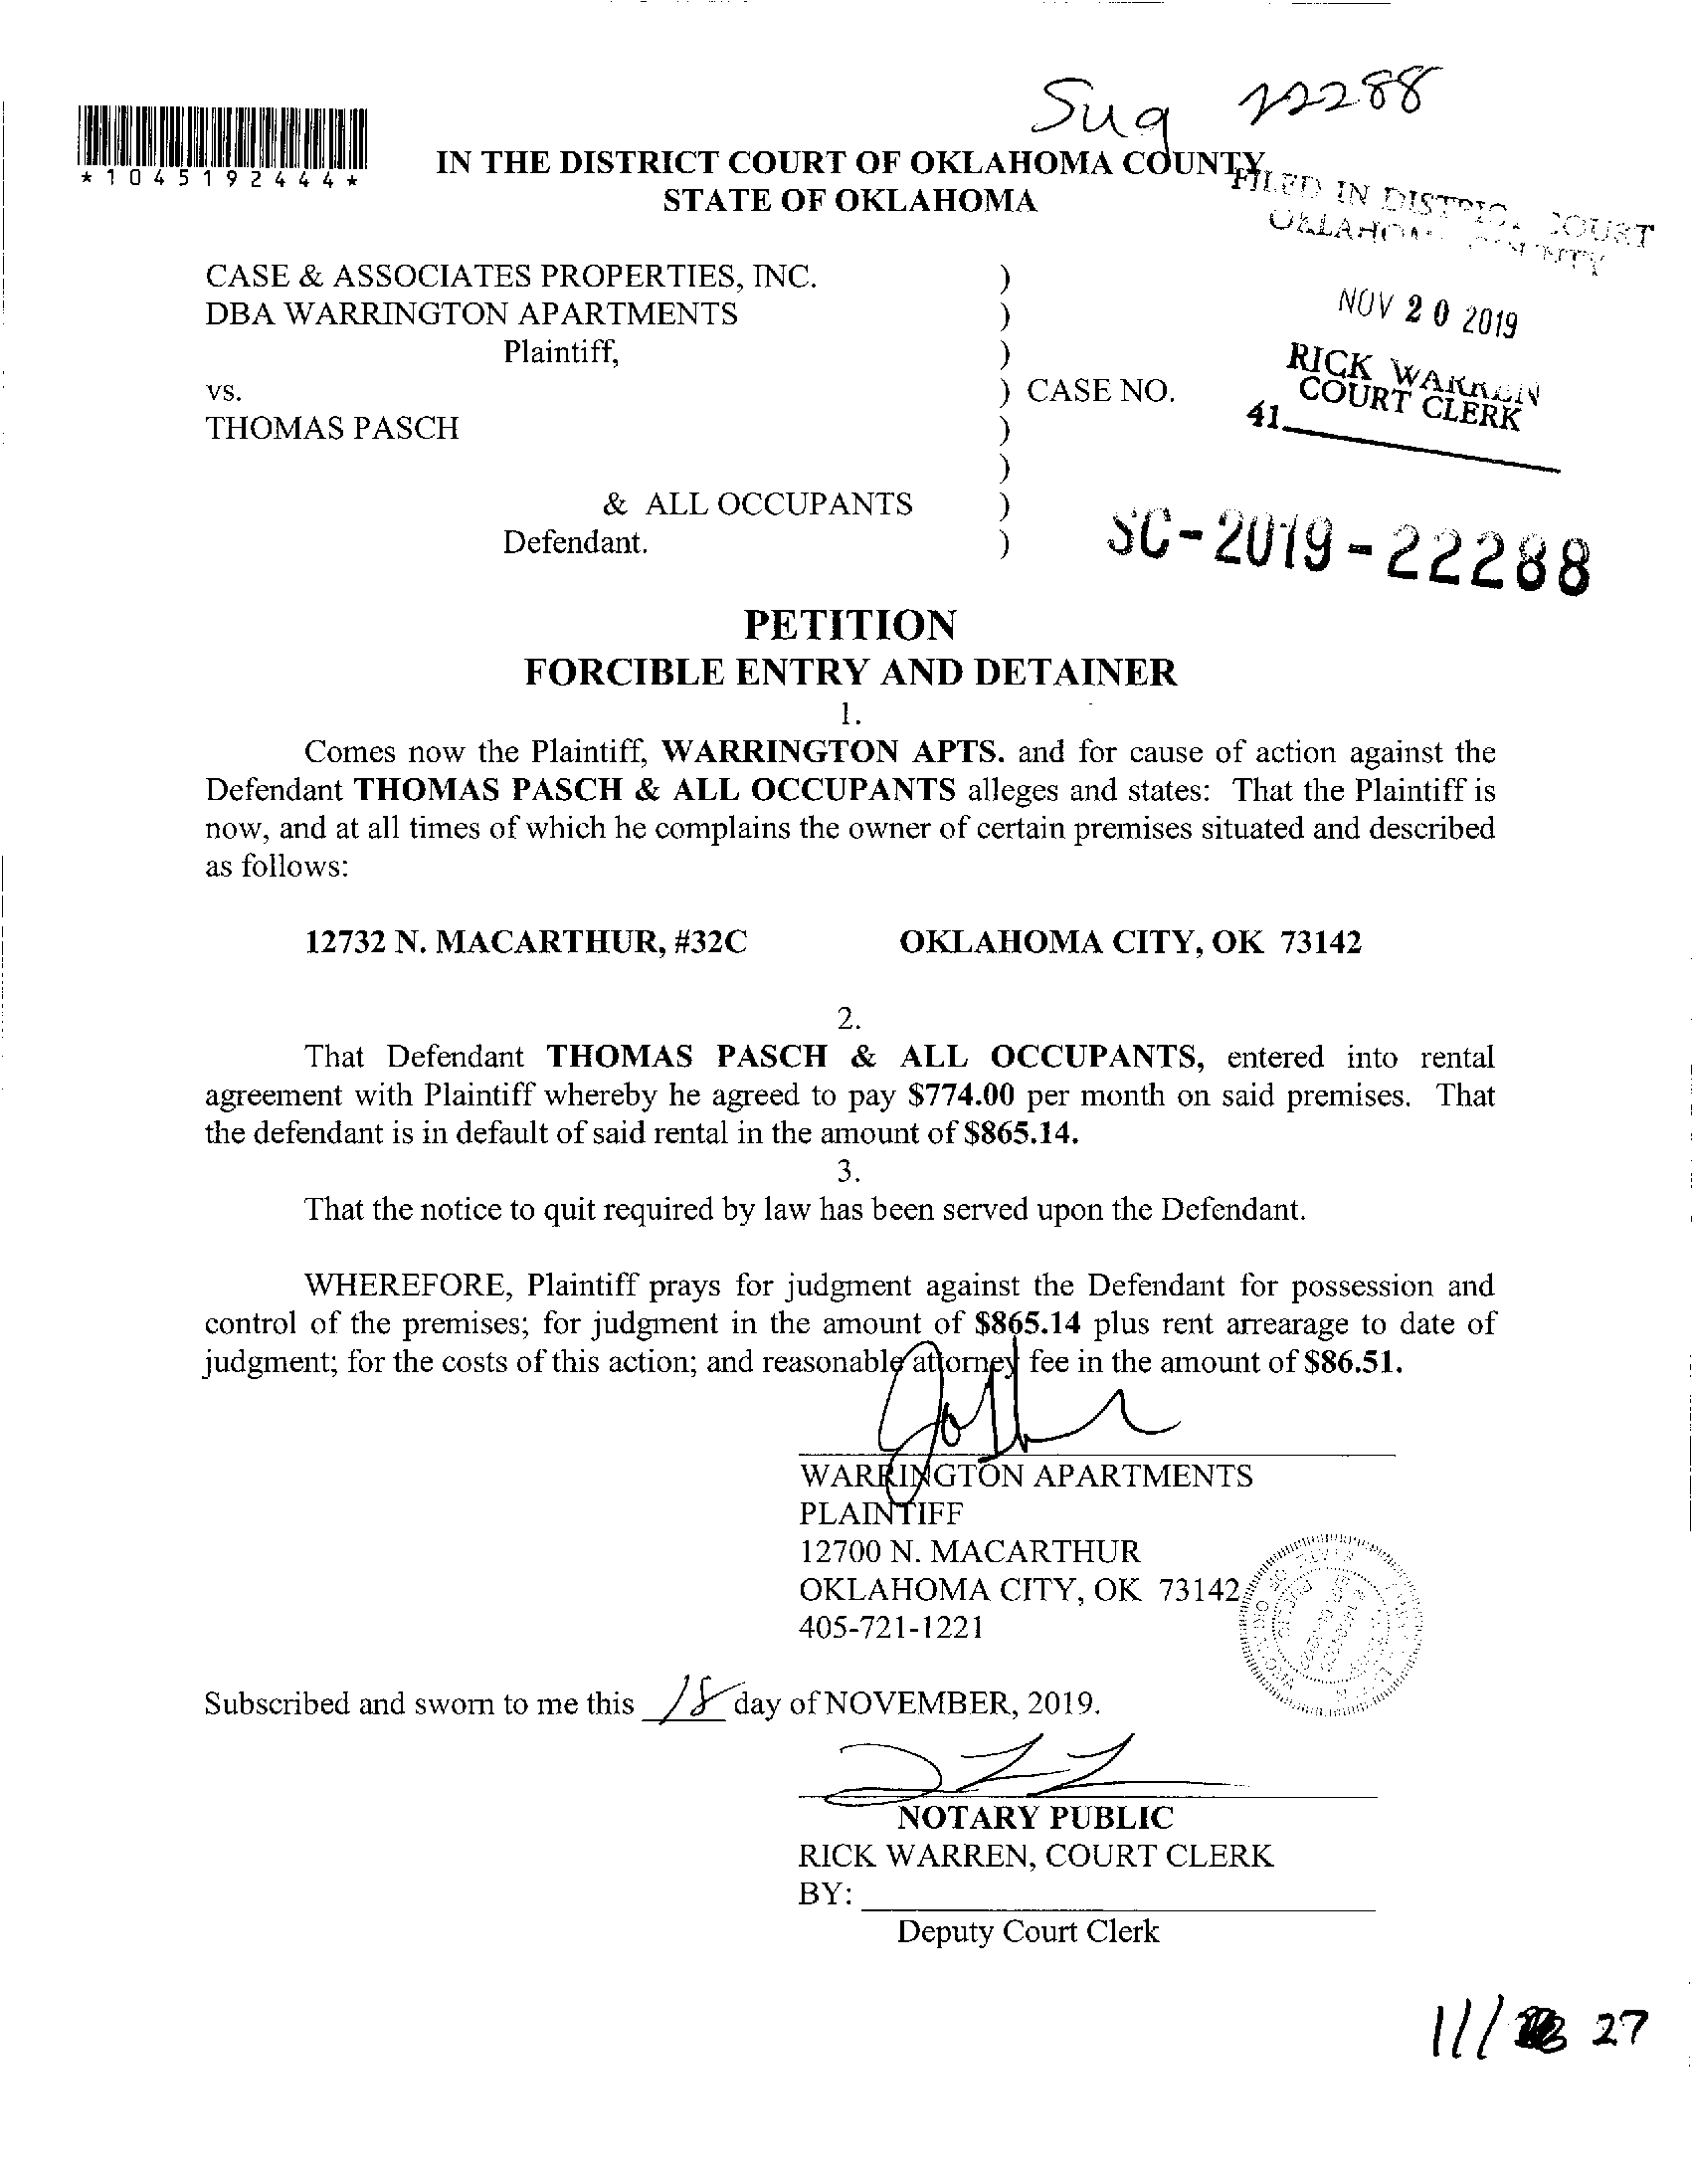 Sug 22288
*1045192444*
IN THE DISTRICT COURT OF OKLAHOMA COUNTY
STATE OF OKLAHOMA
FILED IN DISTRICT COURT
OKLAHOMA COUNTY
NOV 20 2019
RICK WARREN
COURT CLERK
41
CASE & ASSOCIATES PROPERTIES, INC. )
DBA WARRINGTON APARTMENTS )
Plaintiff, )
vs. ) CASE NO.
THOMAS PASCH )
)
& ALL OCCUPANTS )
Defendant. )
SC-2019-22288
PETITION
FORCIBLE ENTRY AND DETAINER
1.
Comes now the Plaintiff, WARRINGTON APTS. and for cause of action against the
Defendant THOMAS PASCH & ALL OCCUPANTS alleges and states: That the Plaintiff is
now, and at all times of which he complains the owner of certain premises situated and described
as follows:
12732 N. MACARTHUR, #32C OKLAHOMA CITY, OK 73142
2.
That Defendant THOMAS PASCH & ALL OCCUPANTS, entered into rental
agreement with Plaintiff whereby he agreed to pay $774.00 per month on said premises. That
the defendant is in default of said rental in the amount of $865.14.
3.
That the notice to quit required by law has been served upon the Defendant.
WHEREFORE, Plaintiff prays for judgment against the Defendant for possession and
control of the premises; for judgment in the amount of $865.14 plus rent arrearage to date of
judgment; for the costs of this action; and reasonable attorney fee in the amount of $86.51.
WARRINGTON APARTMENTS
PLAINTIFF
12700 N. MACARTHUR
OKLAHOMA CITY, OK 73142
405-721-1221
Subscribed and sworn to me this 18 day of NOVEMBER, 2019.
NOTARY PUBLIC
RICK WARREN, COURT CLERK
BY:
Deputy Court Clerk
11/ 27